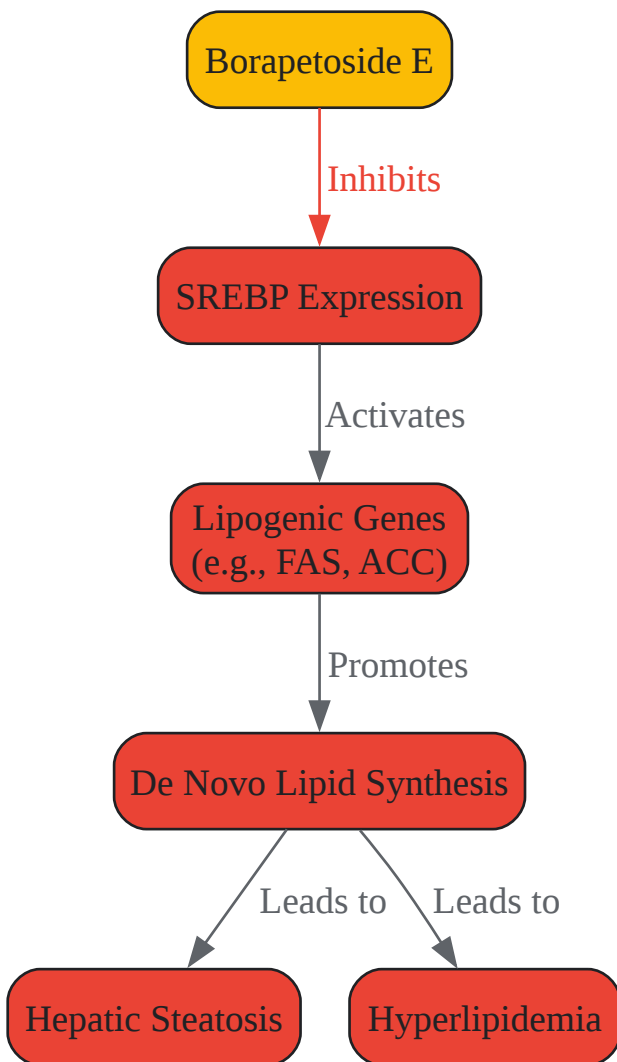 Borapetoside E
Inhibits
SREBP Expression
Activates
Lipogenic Genes
(e.g., FAS, ACC)
Promotes
De Novo Lipid Synthesis
Leads to
Leads to
Hepatic Steatosis
Hyperlipidemia